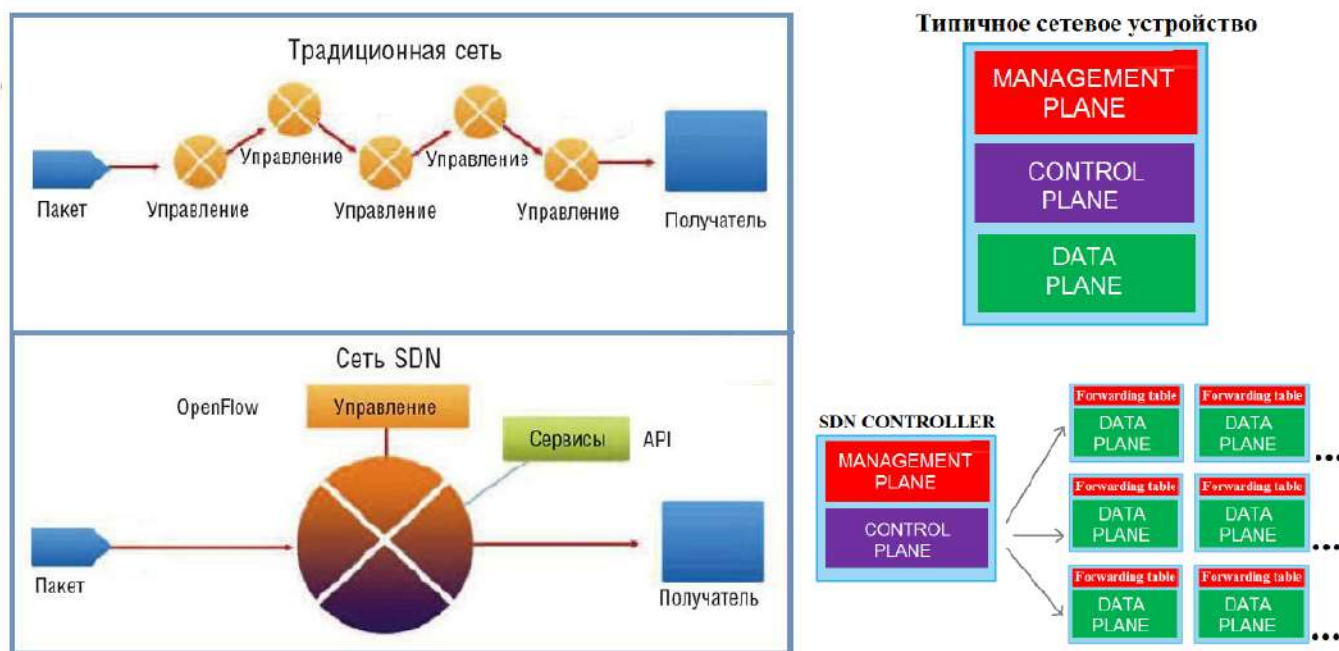 Традиционная сеть
Управление
Управление
Пакет
Управление
Управление
Управление
Получатель
Сеть SDN
OpenFlow
Управление
Сервисы
API
Пакет
Получатель
Типичное сетевое устройство
MANAGEMENT
PLANE
CONTROL
PLANE
DATA
PLANE
SDN CONTROLLER
MANAGEMENT
PLANE
CONTROL
PLANE
Forwarding table
DATA
PLANE
Forwarding table
DATA
PLANE
...
Forwarding table
DATA
PLANE
Forwarding table
DATA
PLANE
...
Forwarding table
DATA
PLANE
Forwarding table
DATA
PLANE
...